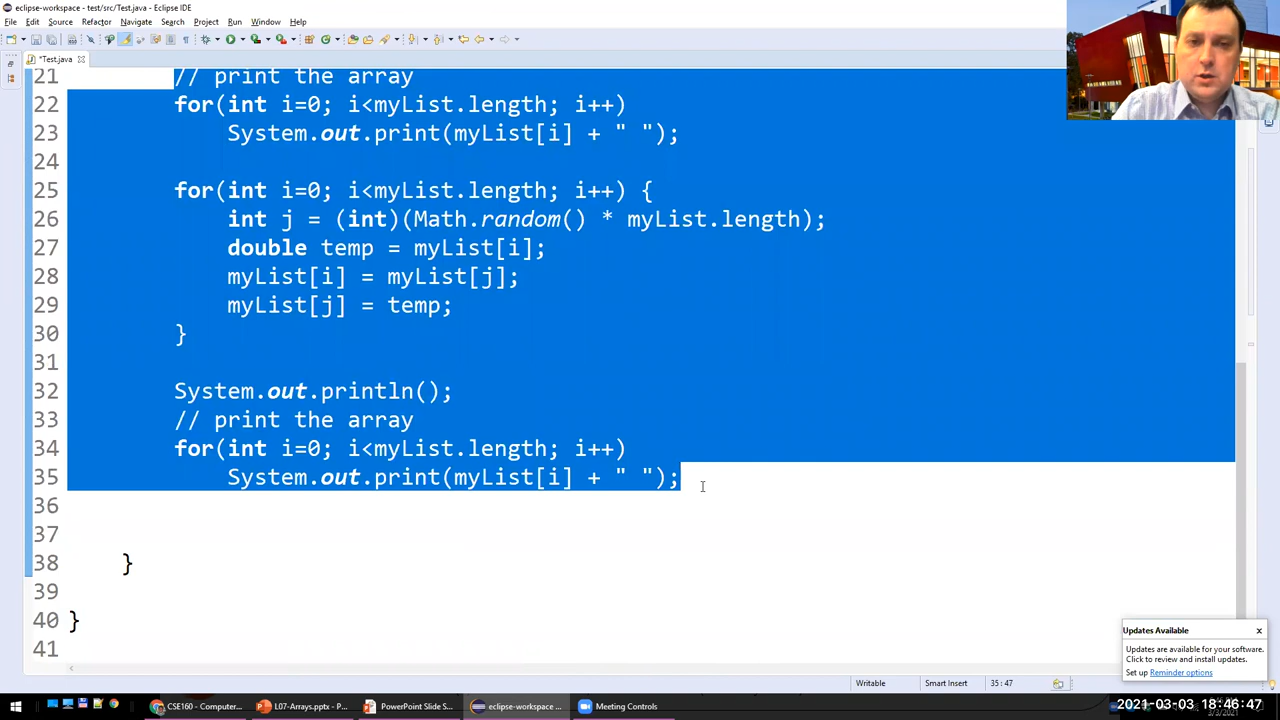 eclipse-workspace - test/src/Test.java - Eclipse IDE
File Edit Source Refactor Navigate Search Project Run Window Help
*Test.java
21 // print the array
22 for(int i=0; i<myList.length; i++)
23 System.out.print(myList[i] + " ");
24
25 for(int i=0; i<myList.length; i++) {
26 int j = (int)(Math.random() * myList.length);
27 double temp = myList[i];
28 myList[i] = myList[j];
29 myList[j] = temp;
30 }
31
32 System.out.println();
33 // print the array
34 for(int i=0; i<myList.length; i++)
35 System.out.print(myList[i] + " ");
36
37
38 }
39
40 }
41
Updates Available
Updates are available for your software.
Click to review and install updates.
Set up Reminder options
Writable Smart Insert 35 : 47
CSE160 - Computer... L07-Arrays.pptx - P... PowerPoint Slide S... eclipse-workspace ... Meeting Controls
2021-03-03 18:46:47